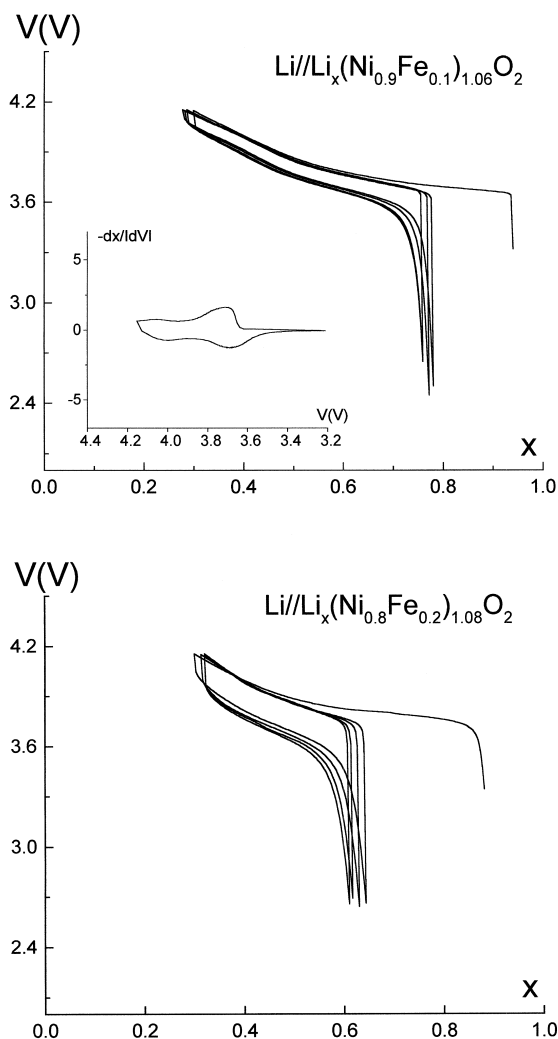 V(V)
Li//Liₓ(Ni₀.₉Fe₀.₁)₁.₀₆O₂
4.2
3.6
3.0
2.4
-dx/IdVI
5
0
-5
V(V)
4.4 4.2 4.0 3.8 3.6 3.4 3.2
x
0.0 0.2 0.4 0.6 0.8 1.0
V(V)
Li//Liₓ(Ni₀.₈Fe₀.₂)₁.₀₈O₂
4.2
3.6
3.0
2.4
x
0.0 0.2 0.4 0.6 0.8 1.0